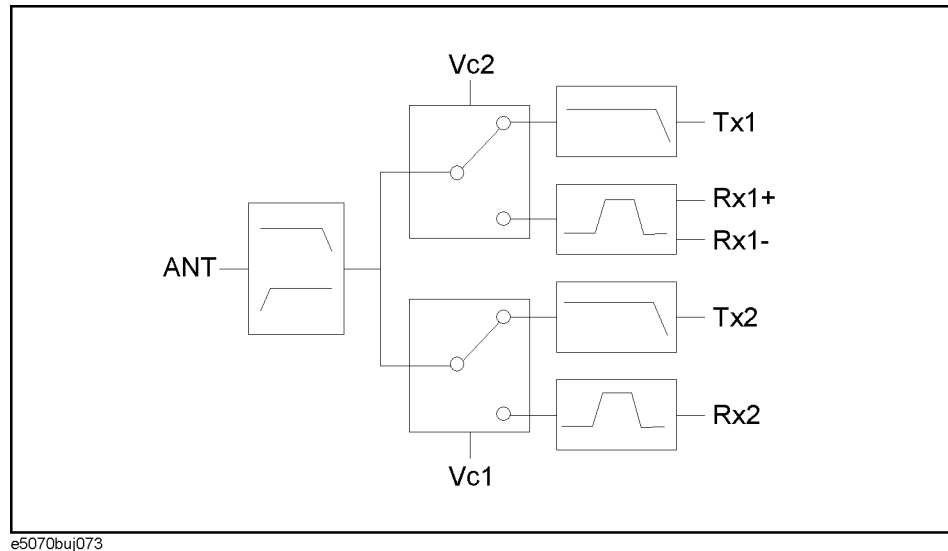 Vc2
Tx1
Rx1+
Rx1-
ANT
Tx2
Rx2
Vc1
e5070buj073